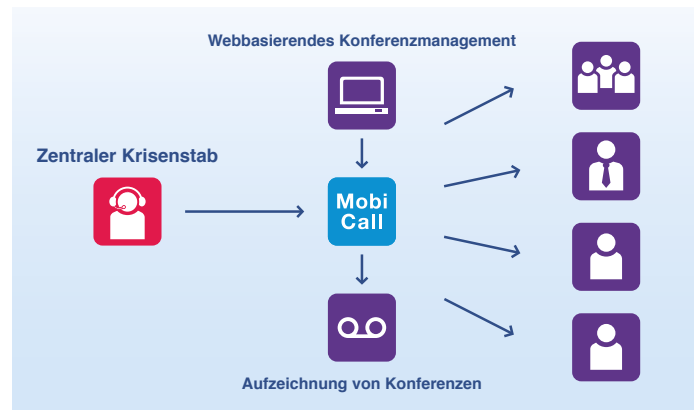 Webbasierendes Konferenzmanagement
Zentraler Krisenstab
Mobi
Call
Aufzeichnung von Konferenzen